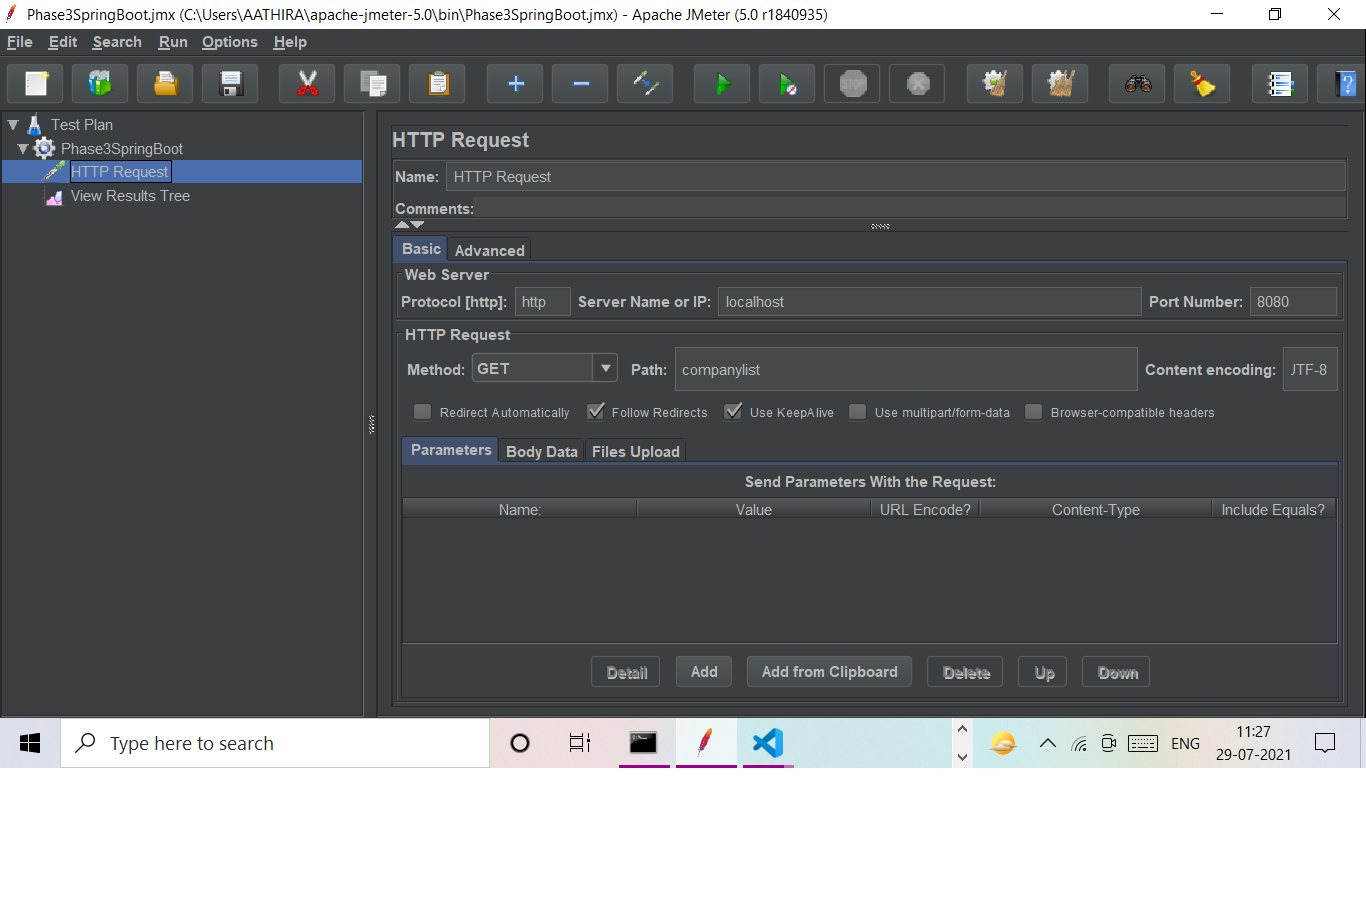 Phase3SpringBoot.jmx (C:\Users\AATHIRA\apache-jmeter-5.0\bin\Phase3SpringBoot.jmx) - Apache JMeter (5.0 r1840935)
File Edit Search Run Options Help
STOP
Test Plan
Phase3SpringBoot
HTTP Request
View Results Tree
HTTP Request
Name: HTTP Request
Comments:
Basic Advanced
Web Server
Protocol [http]: http Server Name or IP: localhost Port Number: 8080
HTTP Request
Method: GET Path: companylist Content encoding: JTF-8
Redirect Automatically Follow Redirects Use KeepAlive Use multipart/form-data Browser-compatible headers
Parameters Body Data Files Upload
Send Parameters With the Request:
Name: Value URL Encode? Content-Type Include Equals?
Detail Add Add from Clipboard Delete Up Down
Type here to search
ENG
11:27
29-07-2021